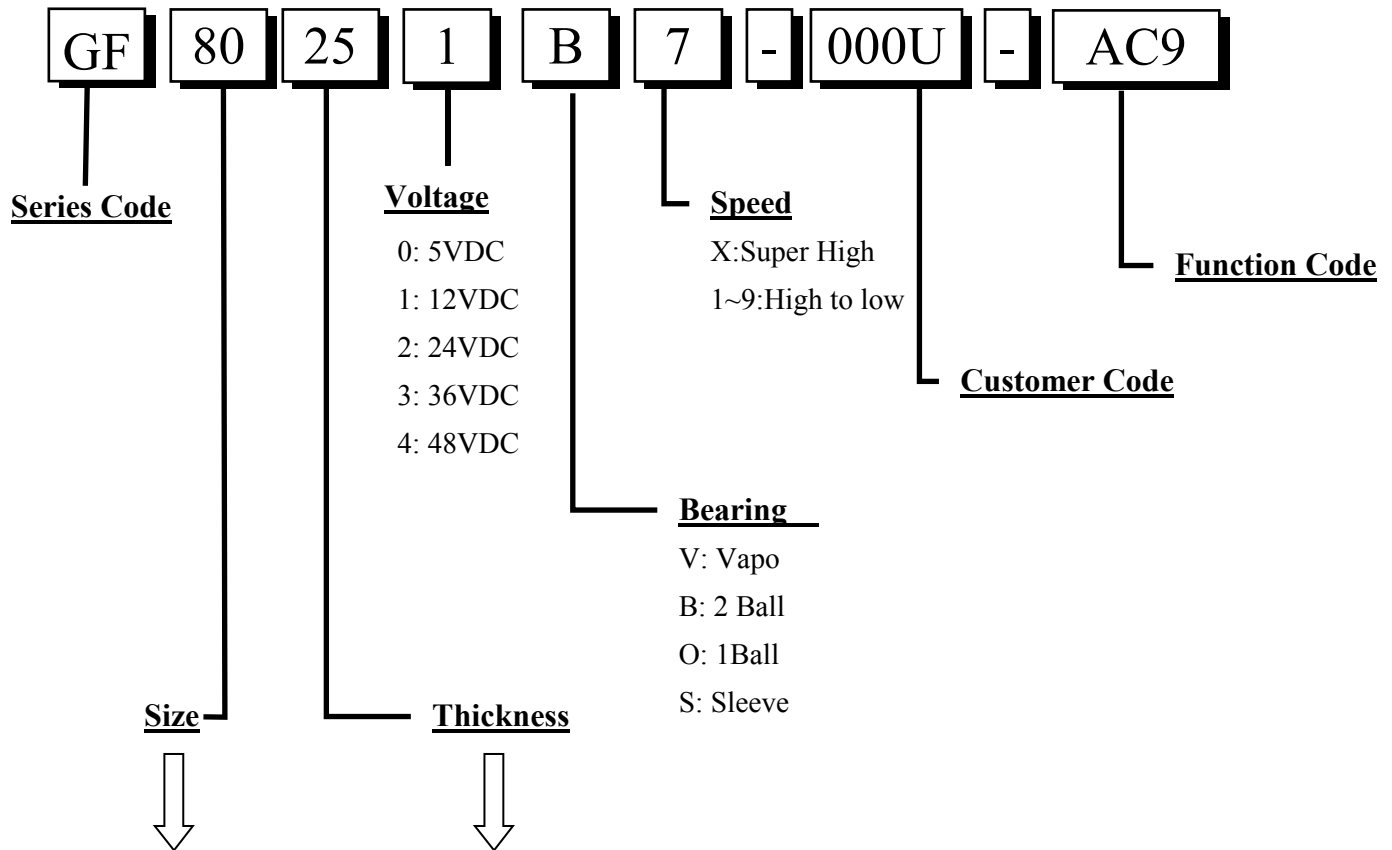 GF 80 25 1 B 7 - 000U - AC9
Series Code
Voltage
0: 5VDC
1: 12VDC
2: 24VDC
3: 36VDC
4: 48VDC
Speed
X:Super High
1~9:High to low
Function Code
Customer Code
Bearing
V: Vapo
B: 2 Ball
O: 1Ball
S: Sleeve
Size
Thickness